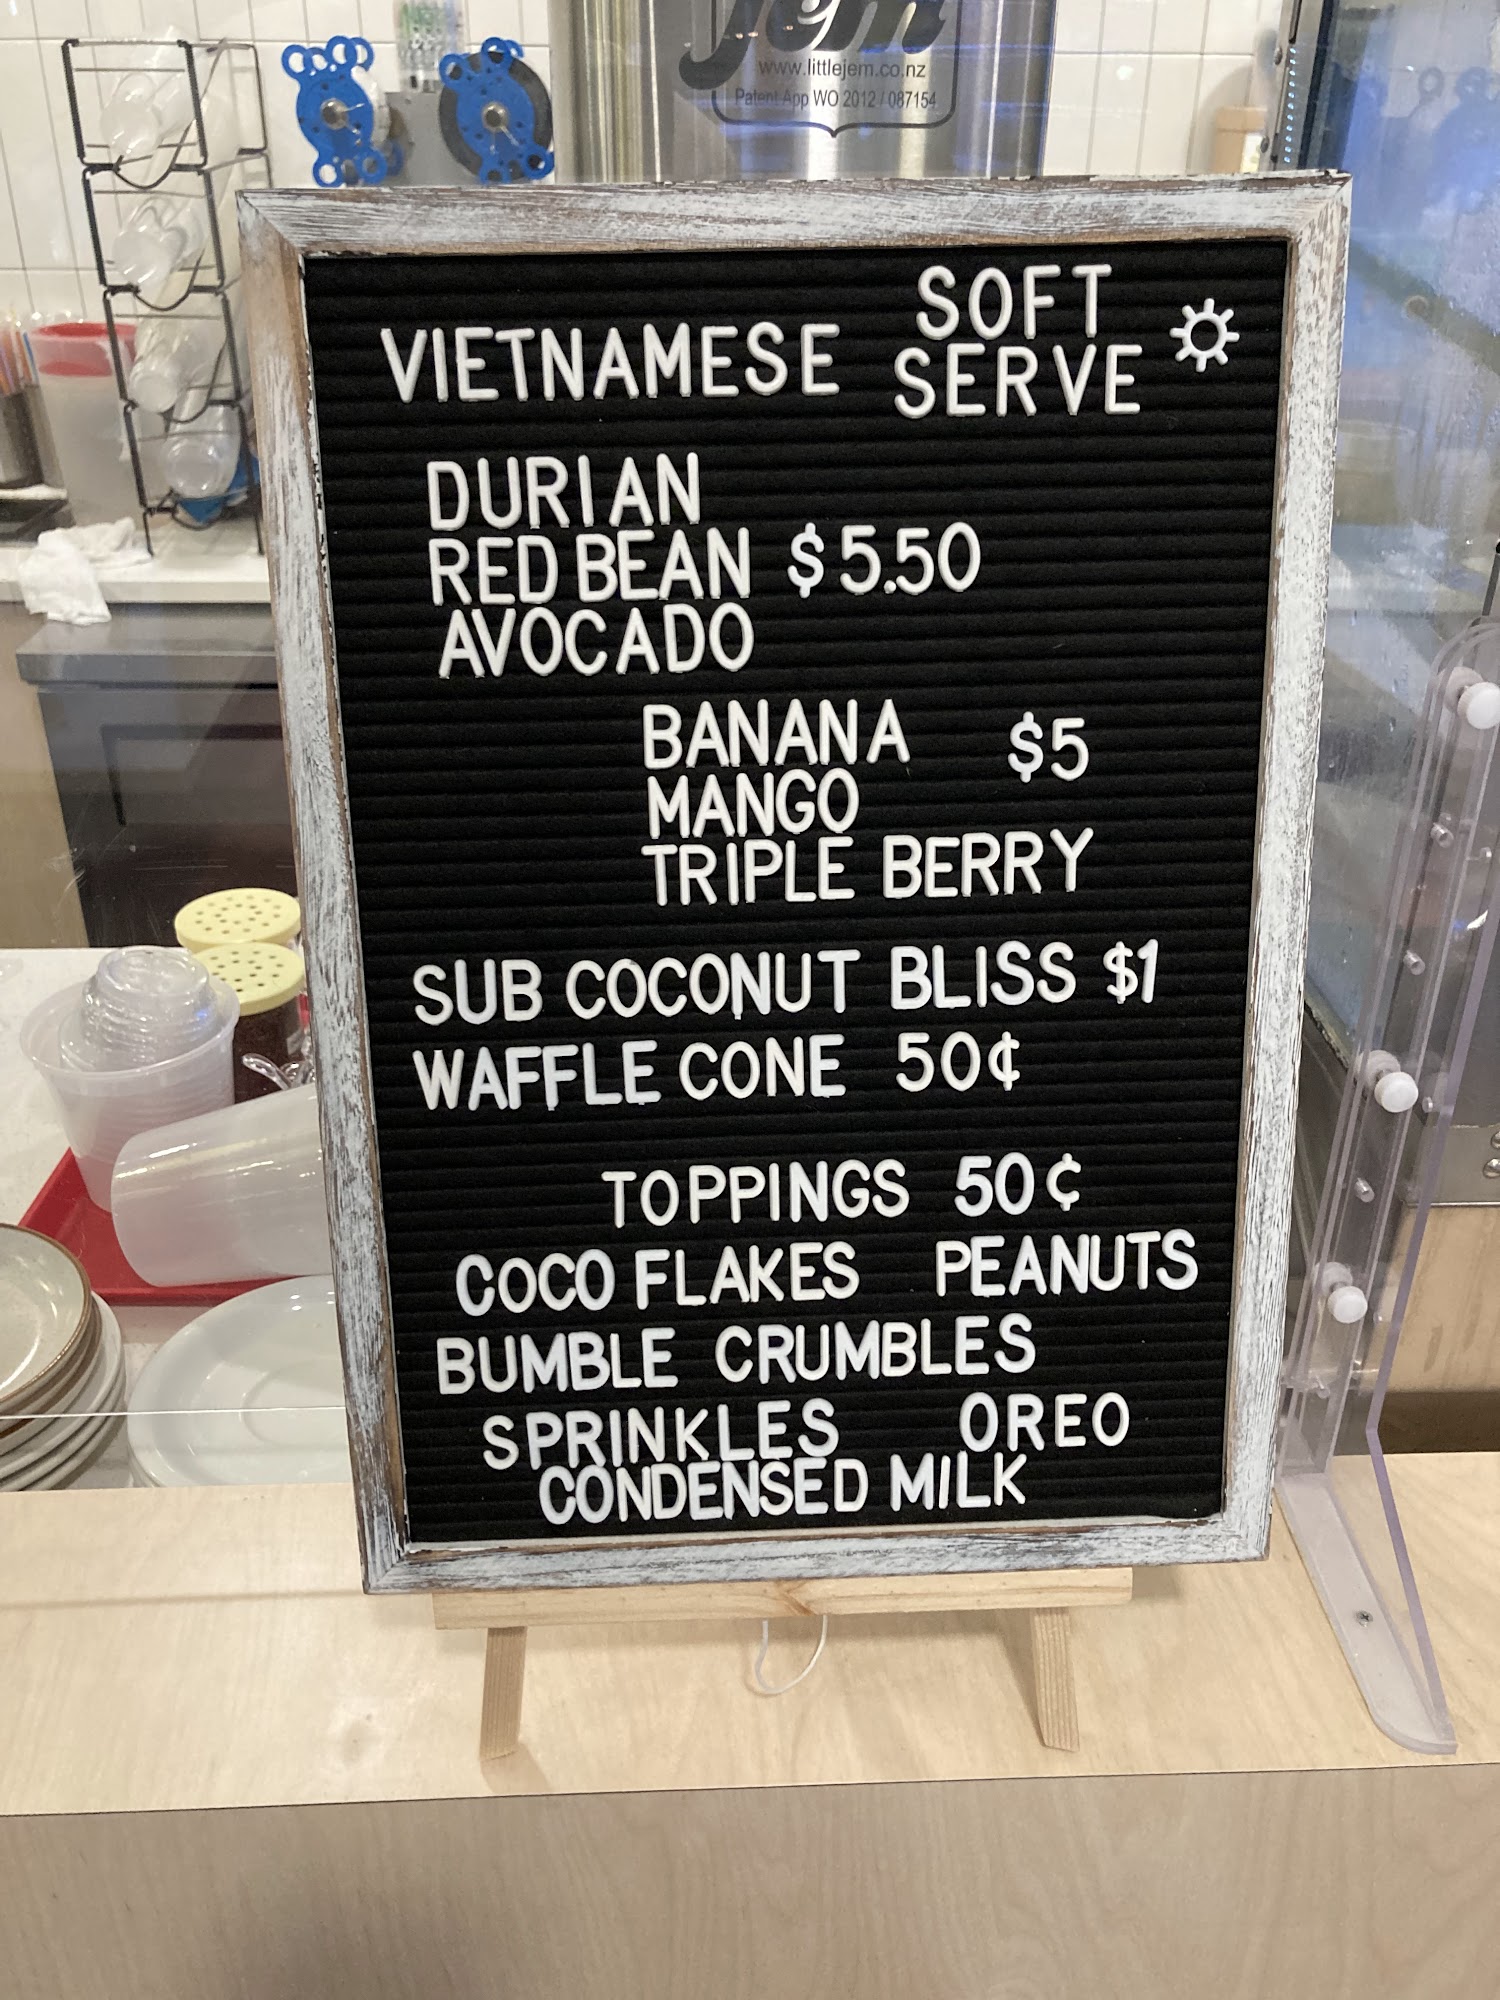 Jem
www.littlejem.co.nz
Patent App WO 2012 / 087154
VIETNAMESE SOFT SERVE
DURIAN
RED BEAN $5.50
AVOCADO
BANANA $5
MANGO
TRIPLE BERRY
SUB COCONUT BLISS $1
WAFFLE CONE 50¢
TOPPINGS 50¢
COCO FLAKES PEANUTS
BUMBLE CRUMBLES
SPRINKLES OREO
CONDENSED MILK